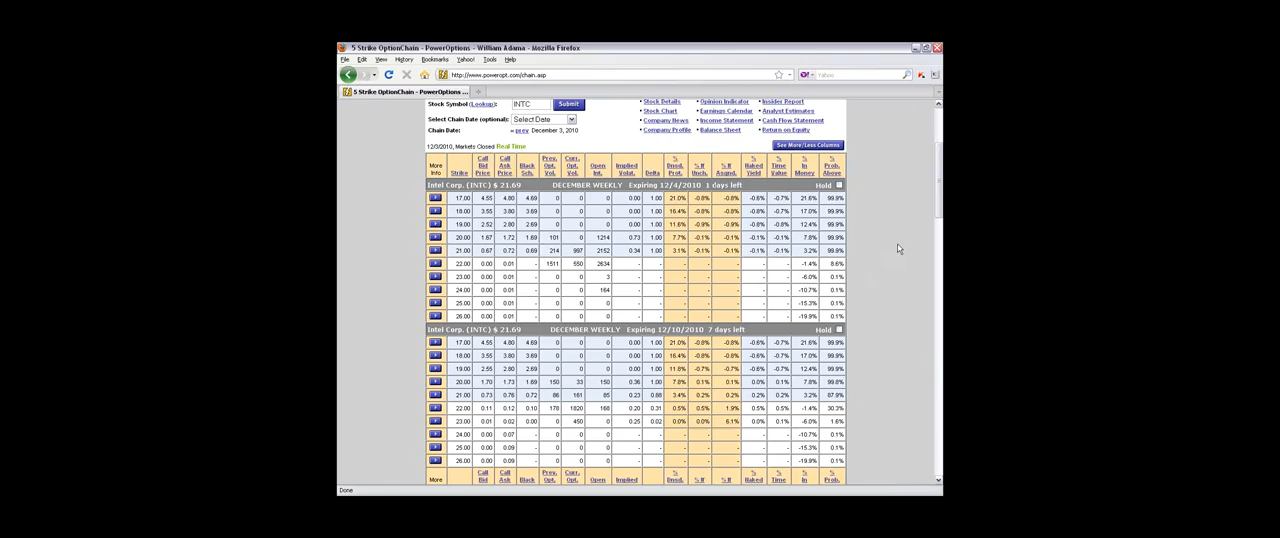 5 Strike OptionChain - PowerOptions - William Adama - Mozilla Firefox
File Edit View History Bookmarks Yahoo! Tools Help
http://www.poweropt.com/chain.asp Yahoo
5 Strike OptionChain - PowerOptions ...
Stock Symbol (Lookup): INTC Submit • Stock Details • Opinion Indicator • Insider Report
• Stock Chart • Earnings Calendar • Analyst Estimates
Select Chain Date (optional): Select Date • Company News • Income Statement • Cash Flow Statement
Chain Date: « prev December 3, 2010 • Company Profile • Balance Sheet • Return on Equity
12/3/2010, Markets Closed Real Time See More/Less Columns
More Info Strike Call Bid Price Call Ask Price Black Sch. Prev. Opt. Vol. Curr. Opt. Vol. Open Int. Implied Volat. Delta % Dnsd. Prot. % If Unch. % If Asgnd. % Naked Yield % Time Value % In Money % Prob. Above
Intel Corp. (INTC) $ 21.69 DECEMBER WEEKLY Expiring 12/4/2010 1 days left Hold
17.00 4.55 4.80 4.69 0 0 0 0.00 1.00 21.0% -0.8% -0.8% -0.6% -0.7% 21.6% 99.9%
18.00 3.55 3.80 3.69 0 0 0 0.00 1.00 16.4% -0.8% -0.8% -0.6% -0.7% 17.0% 99.9%
19.00 2.52 2.80 2.69 0 0 0 0.00 1.00 11.6% -0.9% -0.9% -0.8% -0.8% 12.4% 99.9%
20.00 1.67 1.72 1.69 101 0 1214 0.73 1.00 7.7% -0.1% -0.1% -0.1% -0.1% 7.8% 99.9%
21.00 0.67 0.72 0.69 214 997 2152 0.34 1.00 3.1% -0.1% -0.1% -0.1% -0.1% 3.2% 99.9%
22.00 0.00 0.01 - 1511 550 2634 - - - - - - - -1.4% 8.6%
23.00 0.00 0.01 - 0 0 3 - - - - - - - -6.0% 0.1%
24.00 0.00 0.01 - 0 0 164 - - - - - - - -10.7% 0.1%
25.00 0.00 0.01 - 0 0 0 - - - - - - - -15.3% 0.1%
26.00 0.00 0.01 - 0 0 0 - - - - - - - -19.9% 0.1%
Intel Corp. (INTC) $ 21.69 DECEMBER WEEKLY Expiring 12/10/2010 7 days left Hold
17.00 4.55 4.80 4.69 0 0 0 0.00 1.00 21.0% -0.8% -0.8% -0.6% -0.7% 21.6% 99.9%
18.00 3.55 3.80 3.69 0 0 0 0.00 1.00 16.4% -0.8% -0.8% -0.6% -0.7% 17.0% 99.9%
19.00 2.55 2.80 2.69 0 0 0 0.00 1.00 11.8% -0.7% -0.7% -0.6% -0.7% 12.4% 99.9%
20.00 1.70 1.73 1.69 150 33 150 0.36 1.00 7.8% 0.1% 0.1% 0.0% 0.1% 7.8% 99.8%
21.00 0.73 0.76 0.72 86 161 85 0.23 0.88 3.4% 0.2% 0.2% 0.2% 0.2% 3.2% 87.9%
22.00 0.11 0.12 0.10 178 1820 168 0.20 0.31 0.5% 0.5% 1.9% 0.5% 0.5% -1.4% 30.3%
23.00 0.01 0.02 0.00 0 450 0 0.25 0.02 0.0% 0.0% 6.1% 0.0% 0.1% -6.0% 1.6%
24.00 0.00 0.07 - 0 0 0 - - - - - - - -10.7% 0.1%
25.00 0.00 0.09 - 0 0 0 - - - - - - - -15.3% 0.1%
26.00 0.00 0.09 - 0 0 0 - - - - - - - -19.9% 0.1%
More Call Bid Call Ask Black Prev. Opt. Curr. Opt. Open Implied % Dnsd. % If % If % Naked % Time % In % Prob.
Done